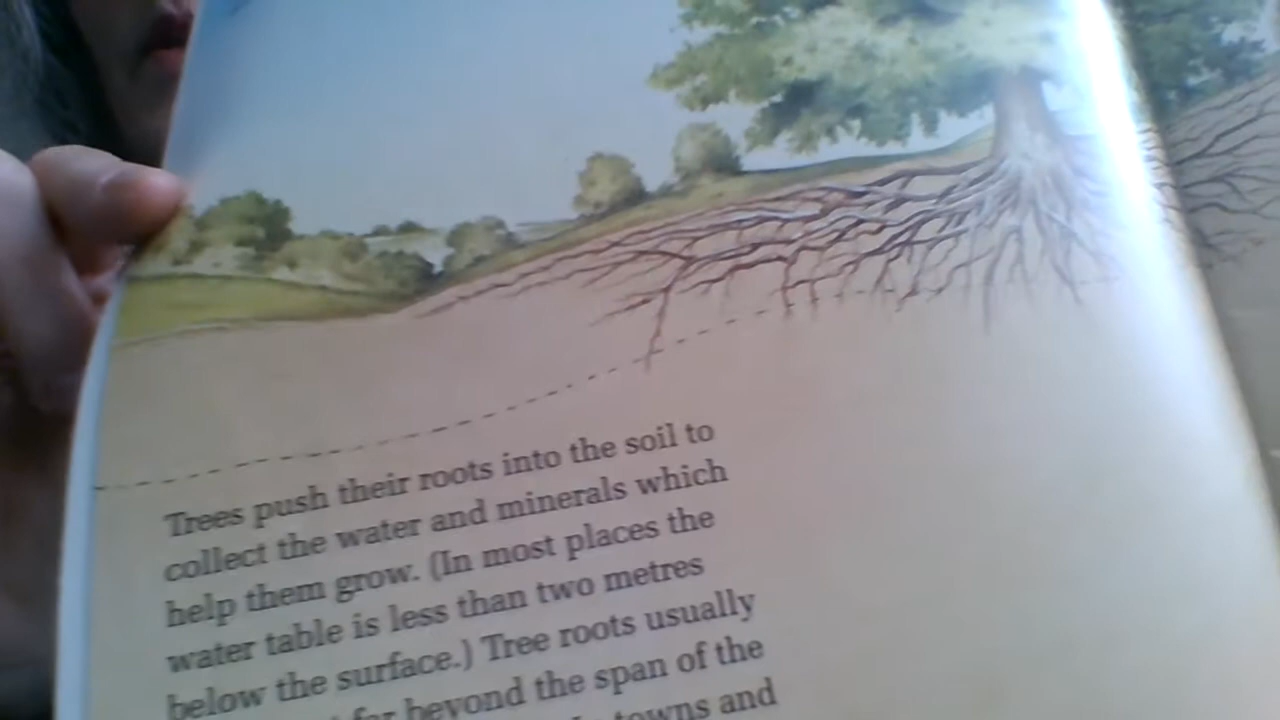 Trees push their roots into the soil to
collect the water and minerals which
help them grow. (In most places the
water table is less than two metres
below the surface.) Tree roots usually
far beyond the span of the
towns and